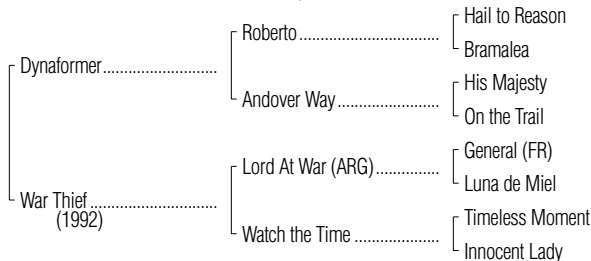 Hail to Reason
Roberto................................
Bramalea
Dynaformer..........................
His Majesty
Andover Way.......................
On the Trail
General (FR)
Lord At War (ARG)..............
Luna de Miel
War Thief .............................
(1992)
Timeless Moment
Watch the Time ...................
Innocent Lady